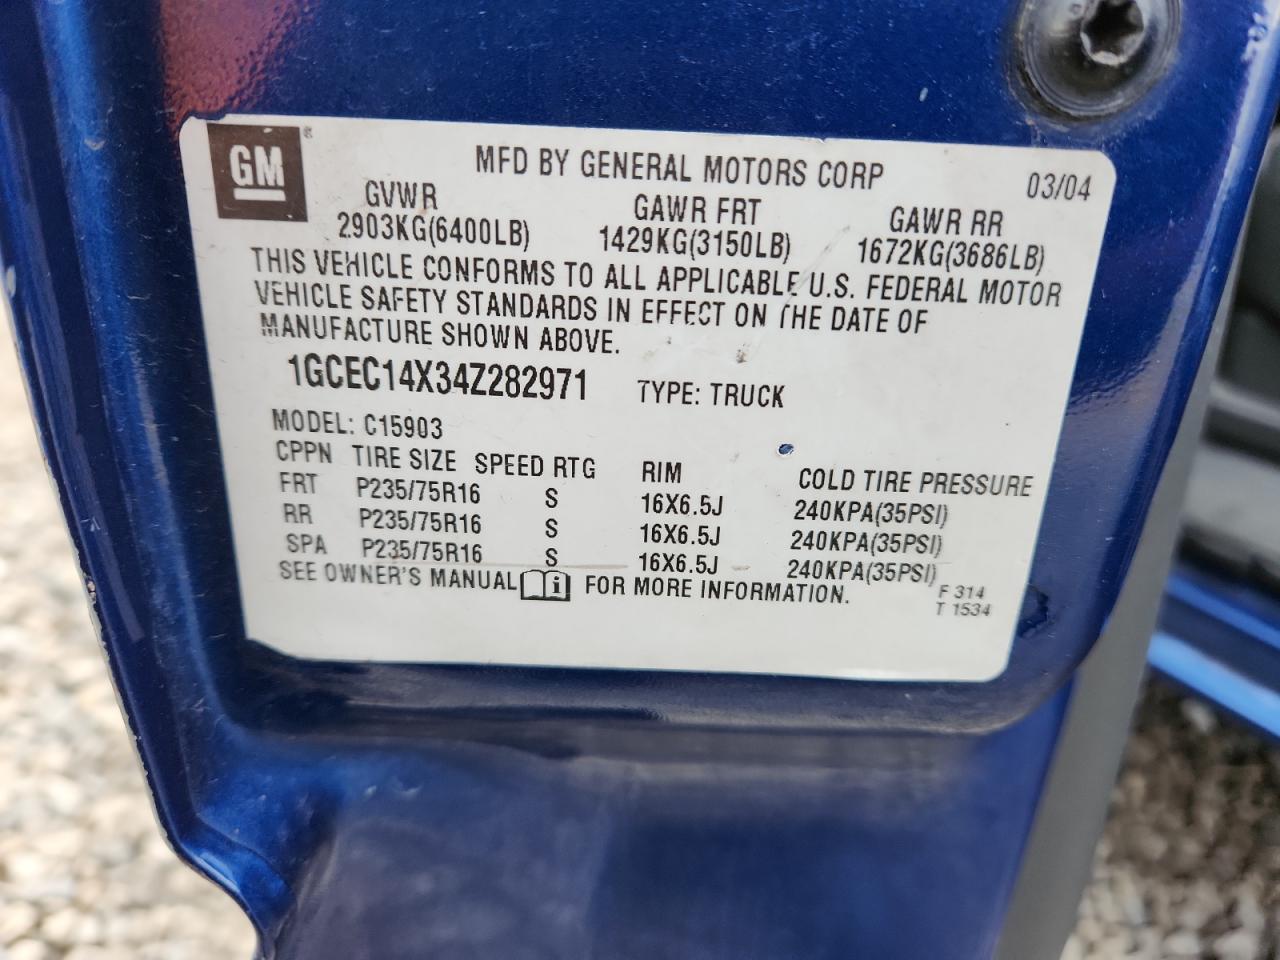 GM®
MFD BY GENERAL MOTORS CORP 03/04
GVWR GAWR FRT GAWR RR
2903KG(6400LB) 1429KG(3150LB) 1672KG(3686LB)
THIS VEHICLE CONFORMS TO ALL APPLICABLE U.S. FEDERAL MOTOR
VEHICLE SAFETY STANDARDS IN EFFECT ON THE DATE OF
MANUFACTURE SHOWN ABOVE.
1GCEC14X34Z282971 TYPE: TRUCK
MODEL: C15903
CPPN TIRE SIZE SPEED RTG RIM COLD TIRE PRESSURE
FRT P235/75R16 S 16X6.5J 240KPA(35PSI)
RR P235/75R16 S 16X6.5J 240KPA(35PSI)
SPA P235/75R16 S 16X6.5J 240KPA(35PSI)
SEE OWNER'S MANUAL i FOR MORE INFORMATION.
F 314
T 1534